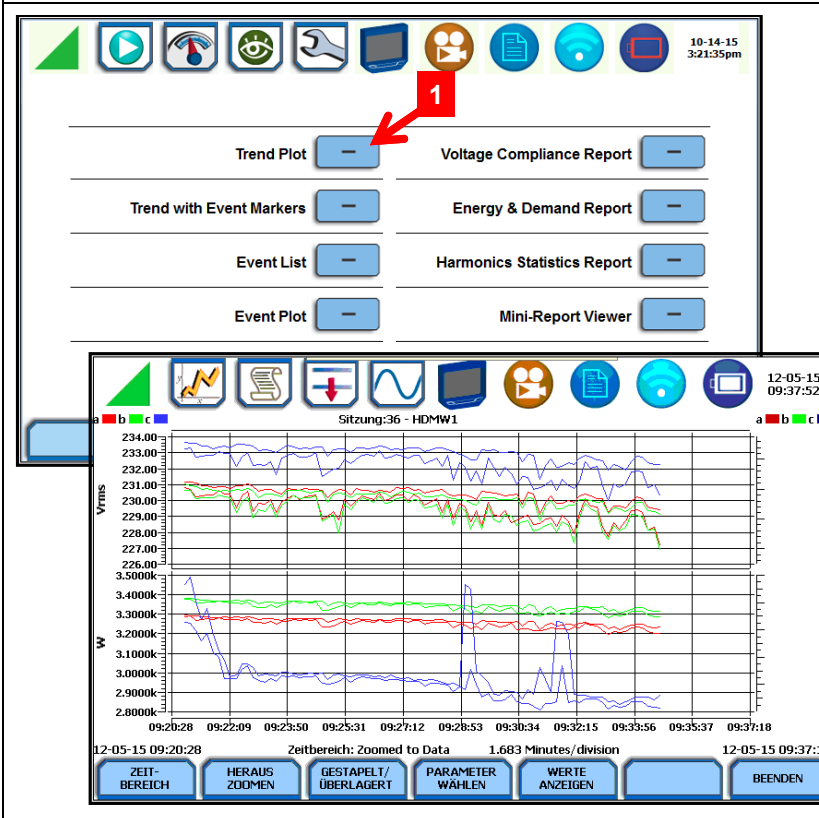 10-14-15
3:21:35pm
1
Trend Plot
Voltage Compliance Report
Trend with Event Markers
Energy & Demand Report
Event List
Harmonics Statistics Report
Event Plot
Mini-Report Viewer
12-05-15
09:37:52
a b c
Sitzung:36 - HDMW1
a b c
Vrms
234.00
233.00
232.00
231.00
230.00
229.00
228.00
227.00
226.00
W
3.5000k
3.4000k
3.3000k
3.2000k
3.1000k
3.0000k
2.9000k
2.8000k
09:20:28 09:22:09 09:23:50 09:25:31 09:27:12 09:28:53 09:30:34 09:32:15 09:33:56 09:35:37 09:37:18
12-05-15 09:20:28 Zeitbereich: Zoomed to Data 1.683 Minutes/division 12-05-15 09:37:1
ZEIT-
BEREICH
HERAUS
ZOOMEN
GESTAPELT/
ÜBERLAGERT
PARAMETER
WÄHLEN
WERTE
ANZEIGEN
BEENDEN